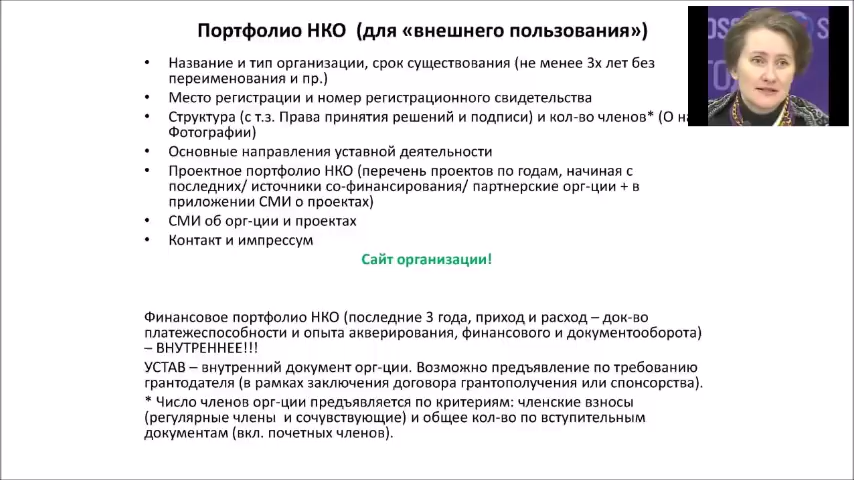 Портфолио НКО (для «внешнего пользования»)
• Название и тип организации, срок существования (не менее 3х лет без
переименования и пр.)
• Место регистрации и номер регистрационного свидетельства
• Структура (с т.з. Права принятия решений и подписи) и кол-во членов* (О на
Фотографии)
• Основные направления уставной деятельности
• Проектное портфолио НКО (перечень проектов по годам, начиная с
последних/ источники со-финансирования/ партнерские орг-ции + в
приложении СМИ о проектах)
• СМИ об орг-ции и проектах
• Контакт и импрессум
Сайт организации!
Финансовое портфолио НКО (последние 3 года, приход и расход – док-во
платежеспособности и опыта акверирования, финансового и документооборота)
– ВНУТРЕННЕЕ!!!
УСТАВ – внутренний документ орг-ции. Возможно предъявление по требованию
грантодателя (в рамках заключения договора грантополучения или спонсорства).
* Число членов орг-ции предъявляется по критериям: членские взносы
(регулярные члены и сочувствующие) и общее кол-во по вступительным
документам (вкл. почетных членов).